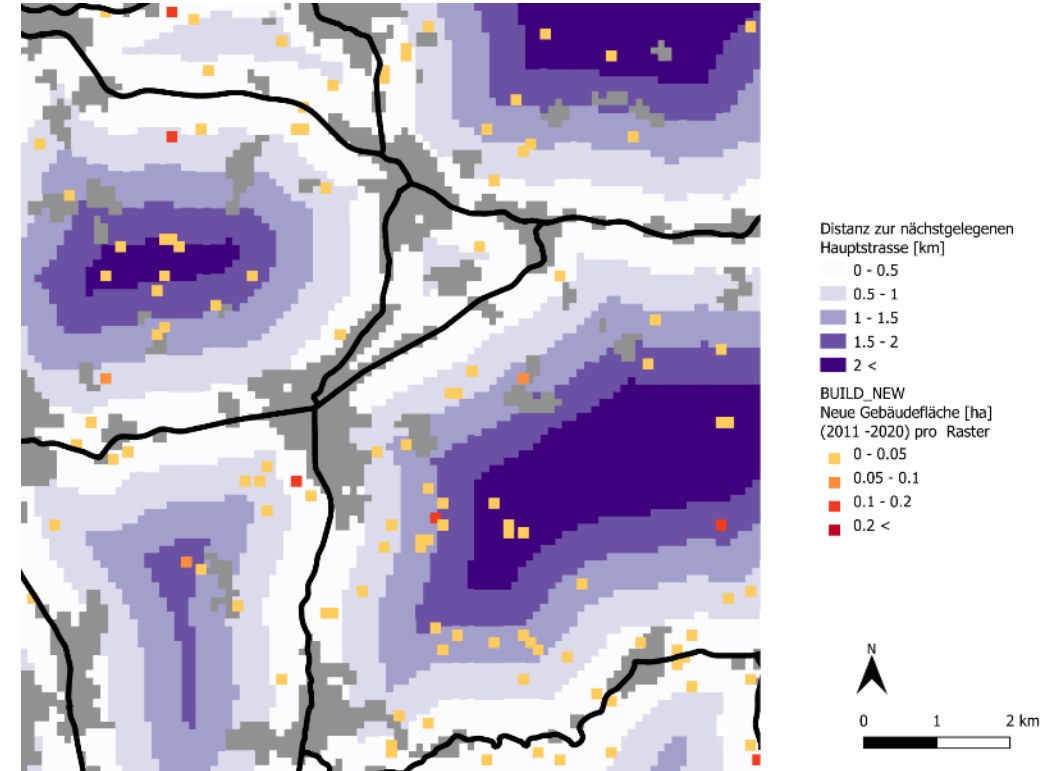 Distanz zur nächstgelegenen
Hauptstrasse [km]
0 - 0.5
0.5 - 1
1 - 1.5
1.5 - 2
2 <
BUILD_NEW
Neue Gebäudefläche [ha]
(2011 -2020) pro Raster
0 - 0.05
0.05 - 0.1
0.1 - 0.2
0.2 <
N
0 1 2 km